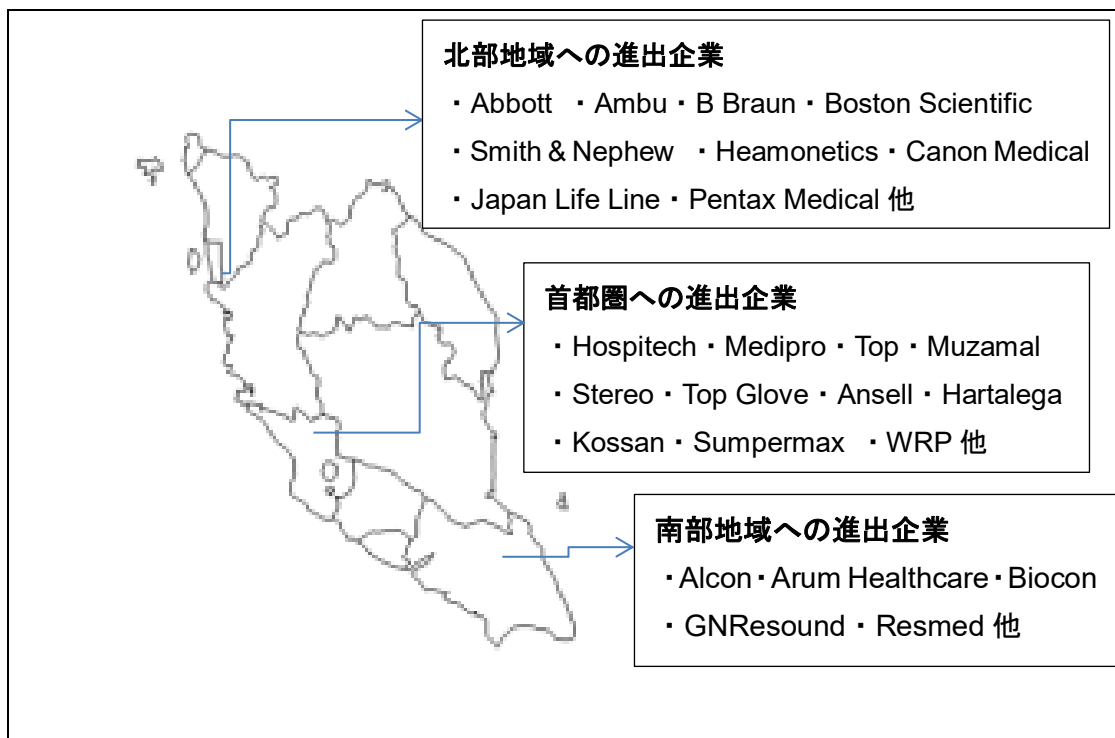 北部地域への進出企業
・Abbott ・Ambu・B Braun・Boston Scientific
・Smith & Nephew ・Heamonetics・Canon Medical
・Japan Life Line・Pentax Medical 他
首都圏への進出企業
・Hospitech・Medipro・Top・Muzamal
・Stereo・Top Glove・Ansell・Hartalega
・Kossan・Sumpermax ・WRP 他
南部地域への進出企業
・Alcon・Arum Healthcare・Biocon
・GNResound・Resmed 他